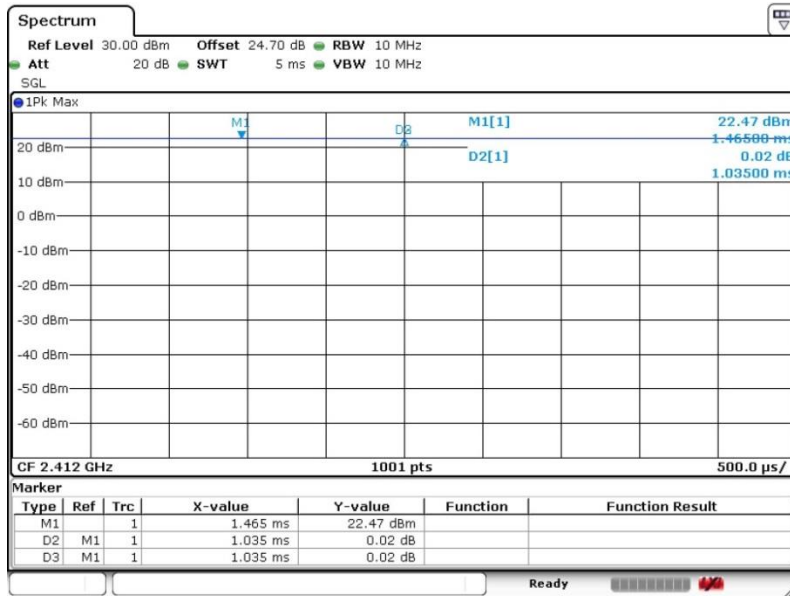 Spectrum
Ref Level 30.00 dBm Offset 24.70 dB RBW 10 MHz
Att 20 dB SWT 5 ms VBW 10 MHz
SGL
1Pk Max
M1[1] 22.47 dBm
1.46500 ms
D2[1] 0.02 dB
1.03500 ms
M1
20 dBm
10 dBm
0 dBm
-10 dBm
-20 dBm
-30 dBm
-40 dBm
-50 dBm
-60 dBm
CF 2.412 GHz 1001 pts 500.0 µs/
Marker
Type Ref Trc X-value Y-value Function Function Result
M1 1 1.465 ms 22.47 dBm
D2 M1 1 1.035 ms 0.02 dB
D3 M1 1 1.035 ms 0.02 dB
Ready